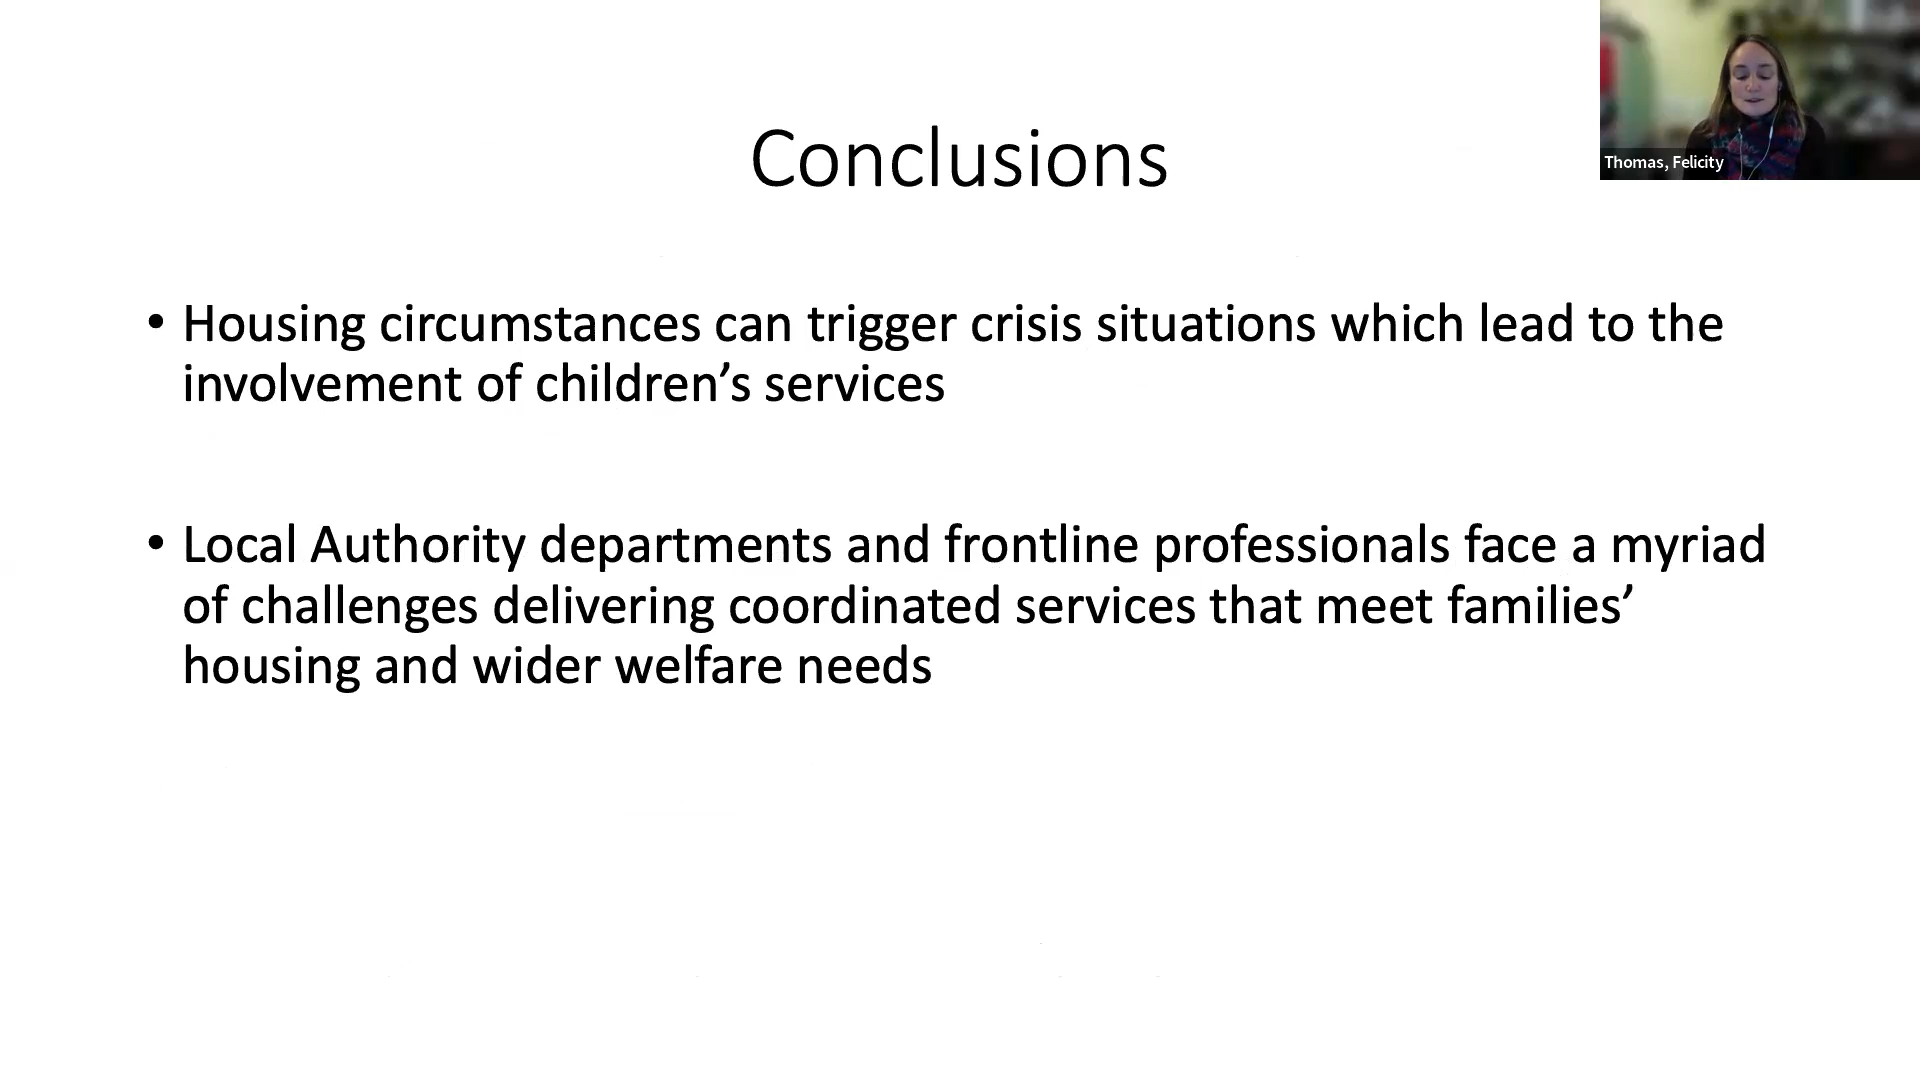 Conclusions
Thomas, Felicity
• Housing circumstances can trigger crisis situations which lead to the
involvement of children’s services
• Local Authority departments and frontline professionals face a myriad
of challenges delivering coordinated services that meet families’
housing and wider welfare needs